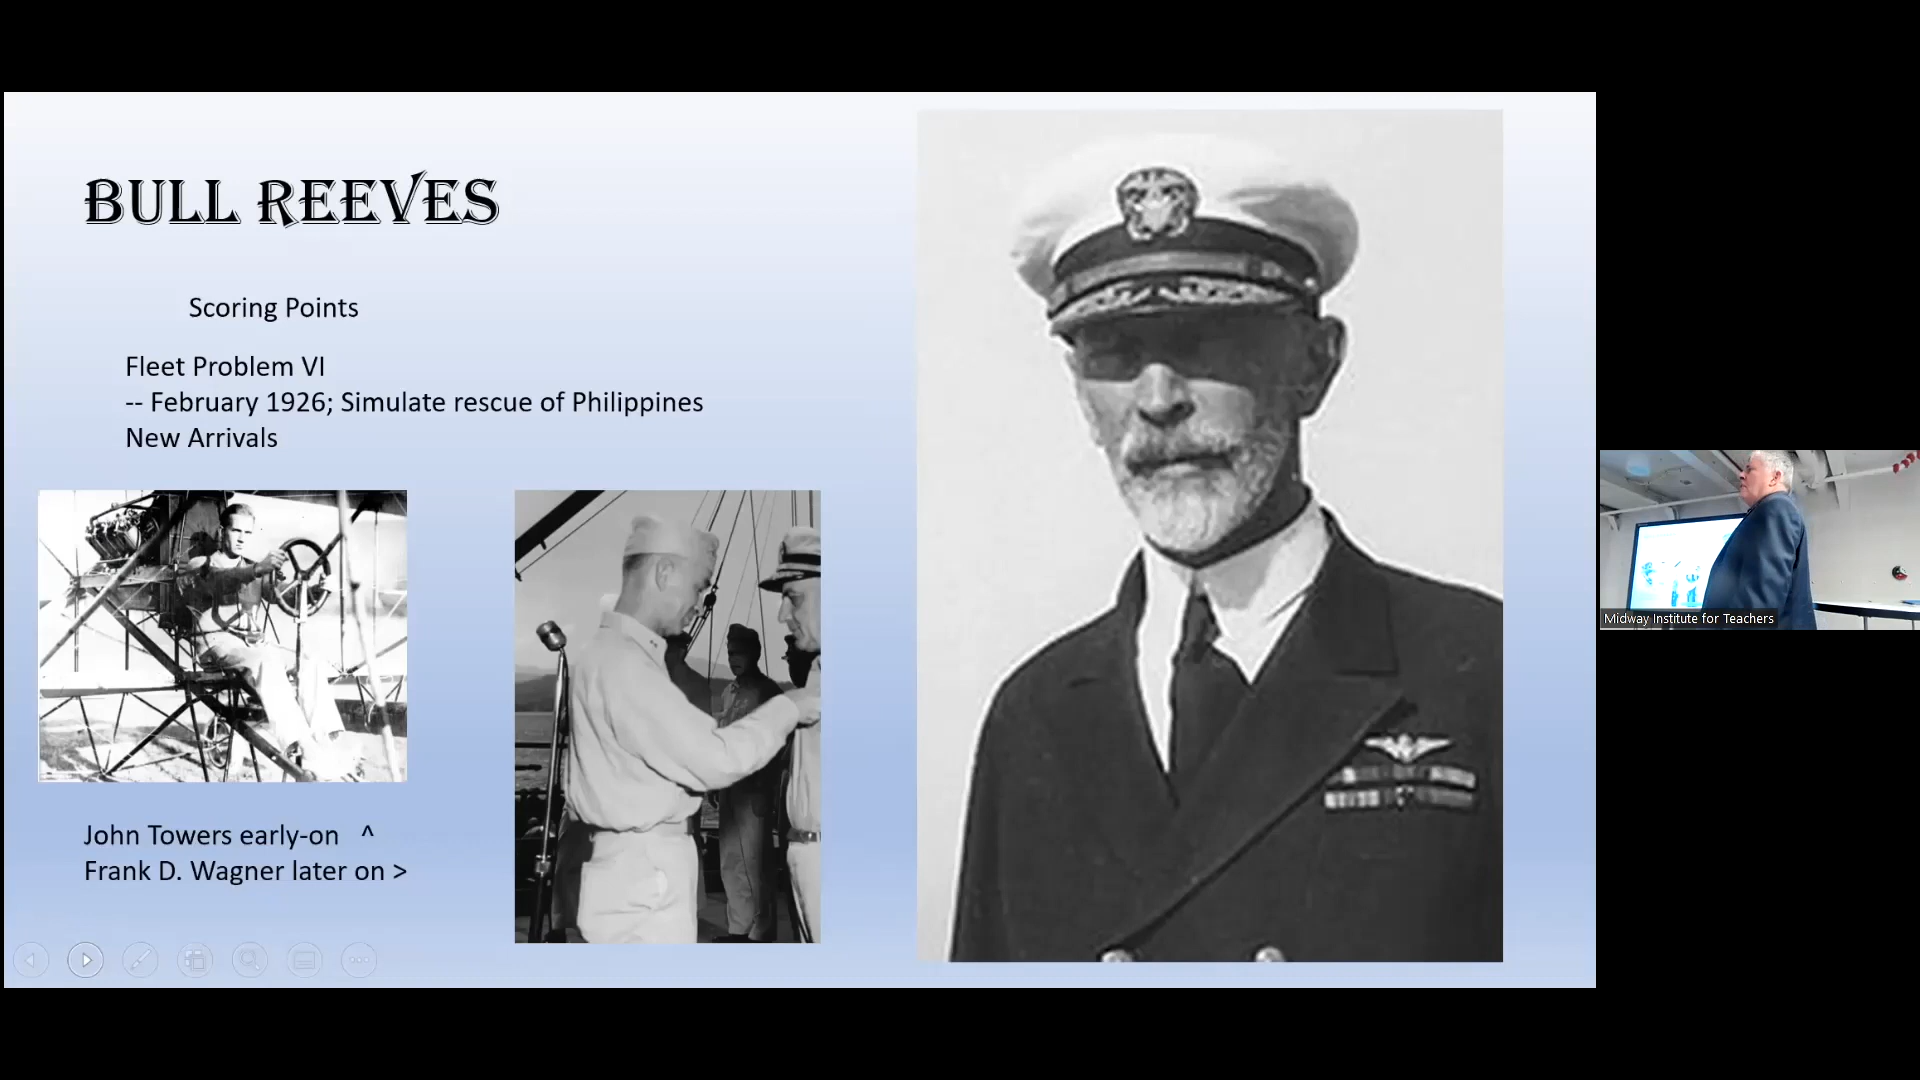 BULL REEVES
Scoring Points
Fleet Problem VI
-- February 1926; Simulate rescue of Philippines
New Arrivals
John Towers early-on ^
Frank D. Wagner later on >
Midway Institute for Teachers